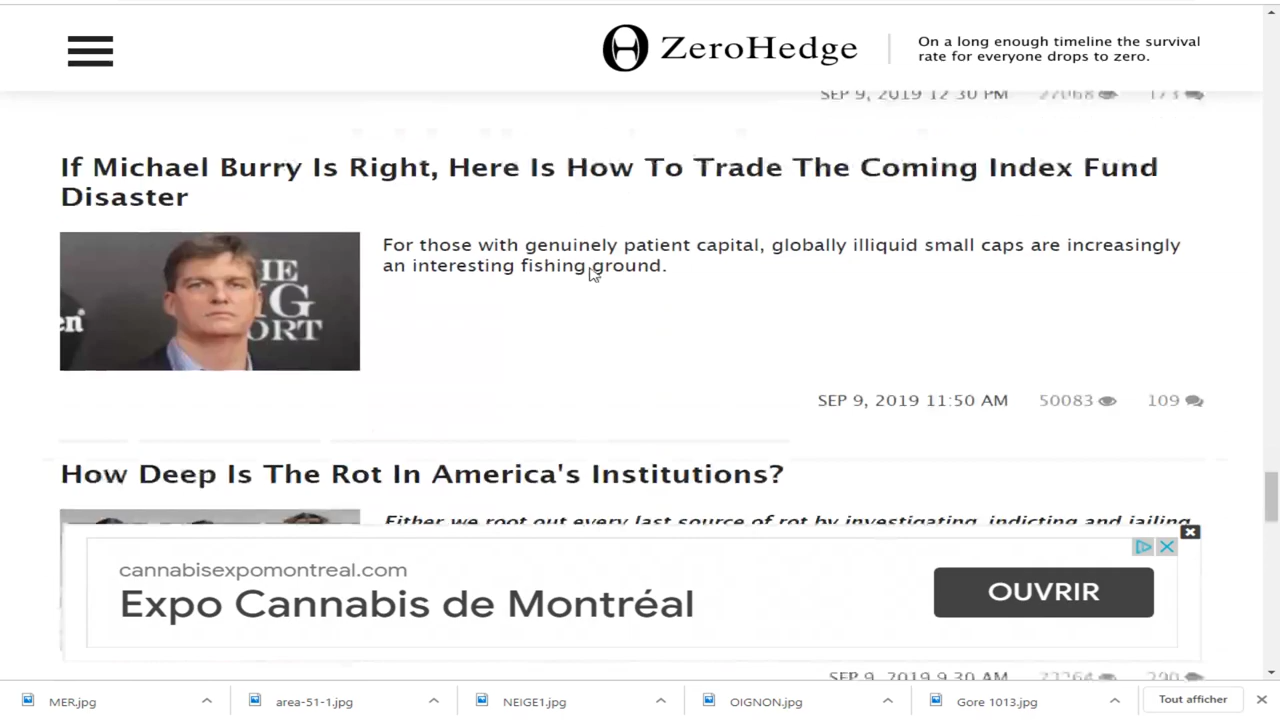 ZeroHedge
On a long enough timeline the survival
rate for everyone drops to zero.
SEP 9, 2019 12:30 PM 27068 173
If Michael Burry Is Right, Here Is How To Trade The Coming Index Fund
Disaster
For those with genuinely patient capital, globally illiquid small caps are increasingly
an interesting fishing ground.
SEP 9, 2019 11:50 AM 50083 109
How Deep Is The Rot In America's Institutions?
Either we root out every last source of rot by investigating, indicting and jailing
cannabisexpomontreal.com
Expo Cannabis de Montréal
OUVRIR
SEP 9, 2019 9:30 AM
MER.jpg
area-51-1.jpg
NEIGE1.jpg
OIGNON.jpg
Gore 1013.jpg
Tout afficher